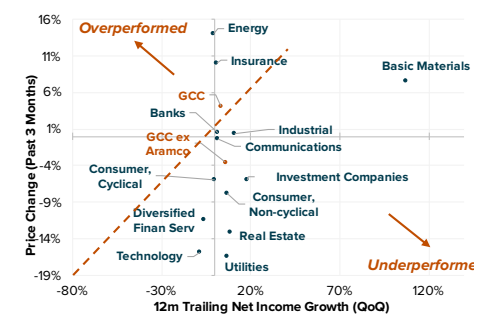 16%
Overperformed
Energy
11%
Insurance
Basic Materials
6%
GCC
Banks
1%
Industrial
GCC ex
Aramco
Communications
-4%
Consumer,
Cyclical
Investment Companies
-9%
Consumer,
Non-cyclical
Diversified
Finan Serv
-14%
Real Estate
Technology
Underperforme
Utilities
-19%
-80%
-30%
20%
70%
120%
Price Change (Past 3 Months)
12m Trailing Net Income Growth (QoQ)